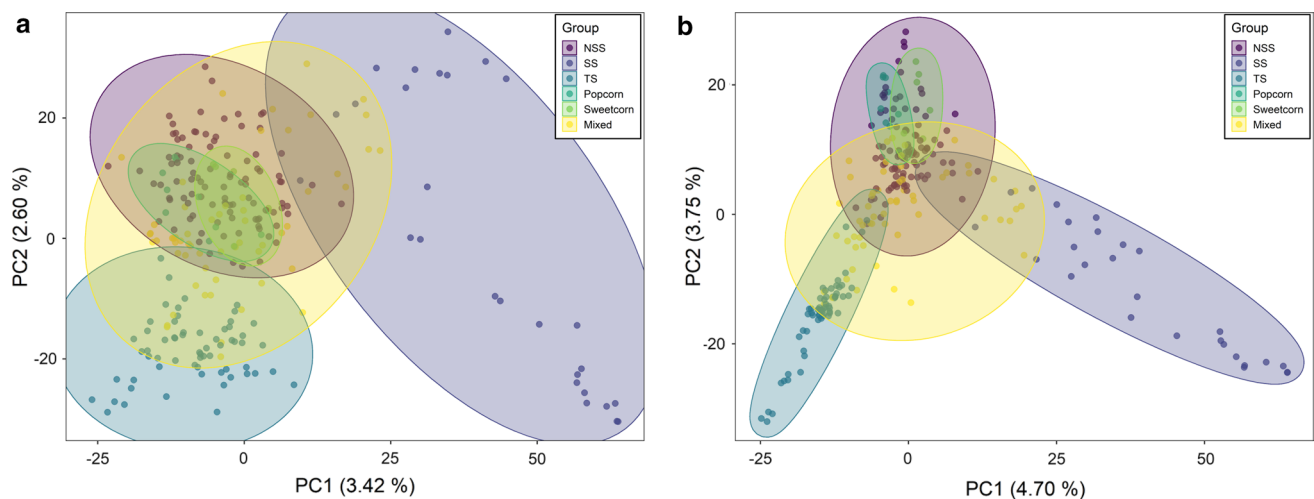 a
Group
NSS
SS
TS
Popcorn
Sweetcorn
Mixed
PC2 (2.60 %)
20
0
-20
-25
0
25
50
PC1 (3.42 %)
b
Group
NSS
SS
TS
Popcorn
Sweetcorn
Mixed
PC2 (3.75 %)
20
0
-20
-25
0
25
50
PC1 (4.70 %)